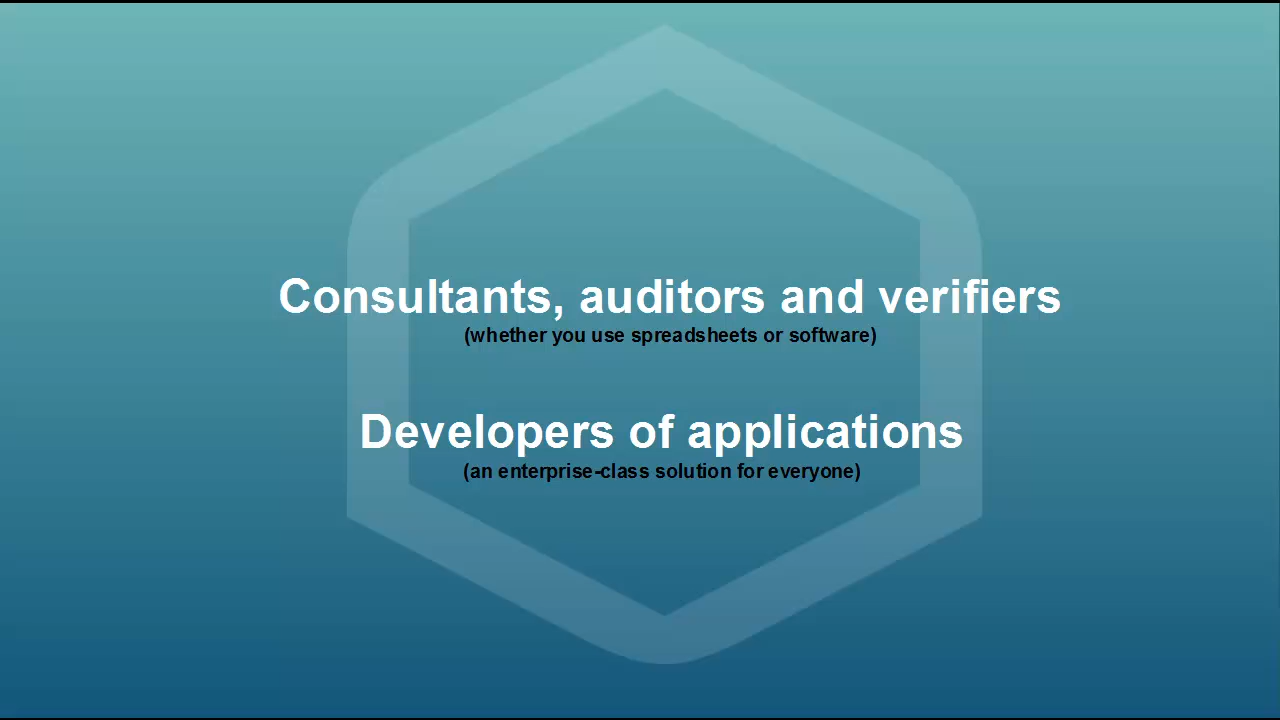 Consultants, auditors and verifiers
(whether you use spreadsheets or software)
Developers of applications
(an enterprise-class solution for everyone)